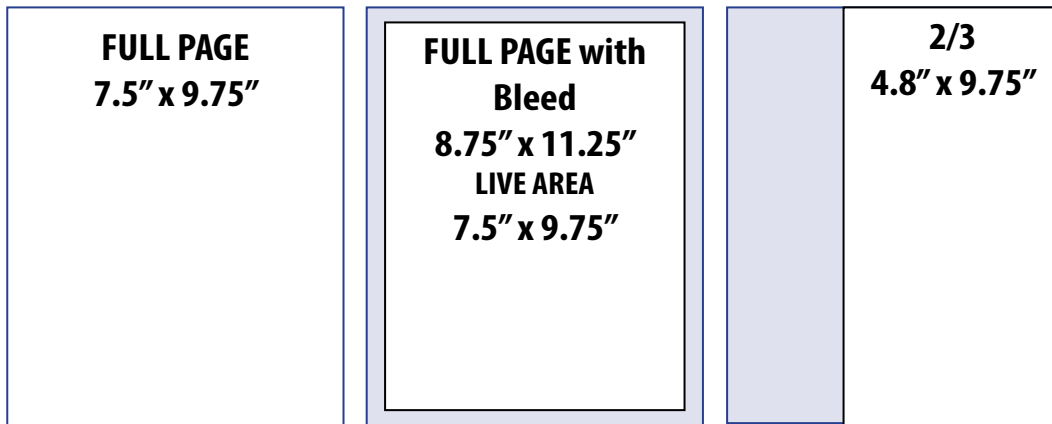 FULL PAGE
7.5″ x 9.75″
FULL PAGE with
Bleed
8.75″ x 11.25″
LIVE AREA
7.5″ x 9.75″
2/3
4.8″ x 9.75″